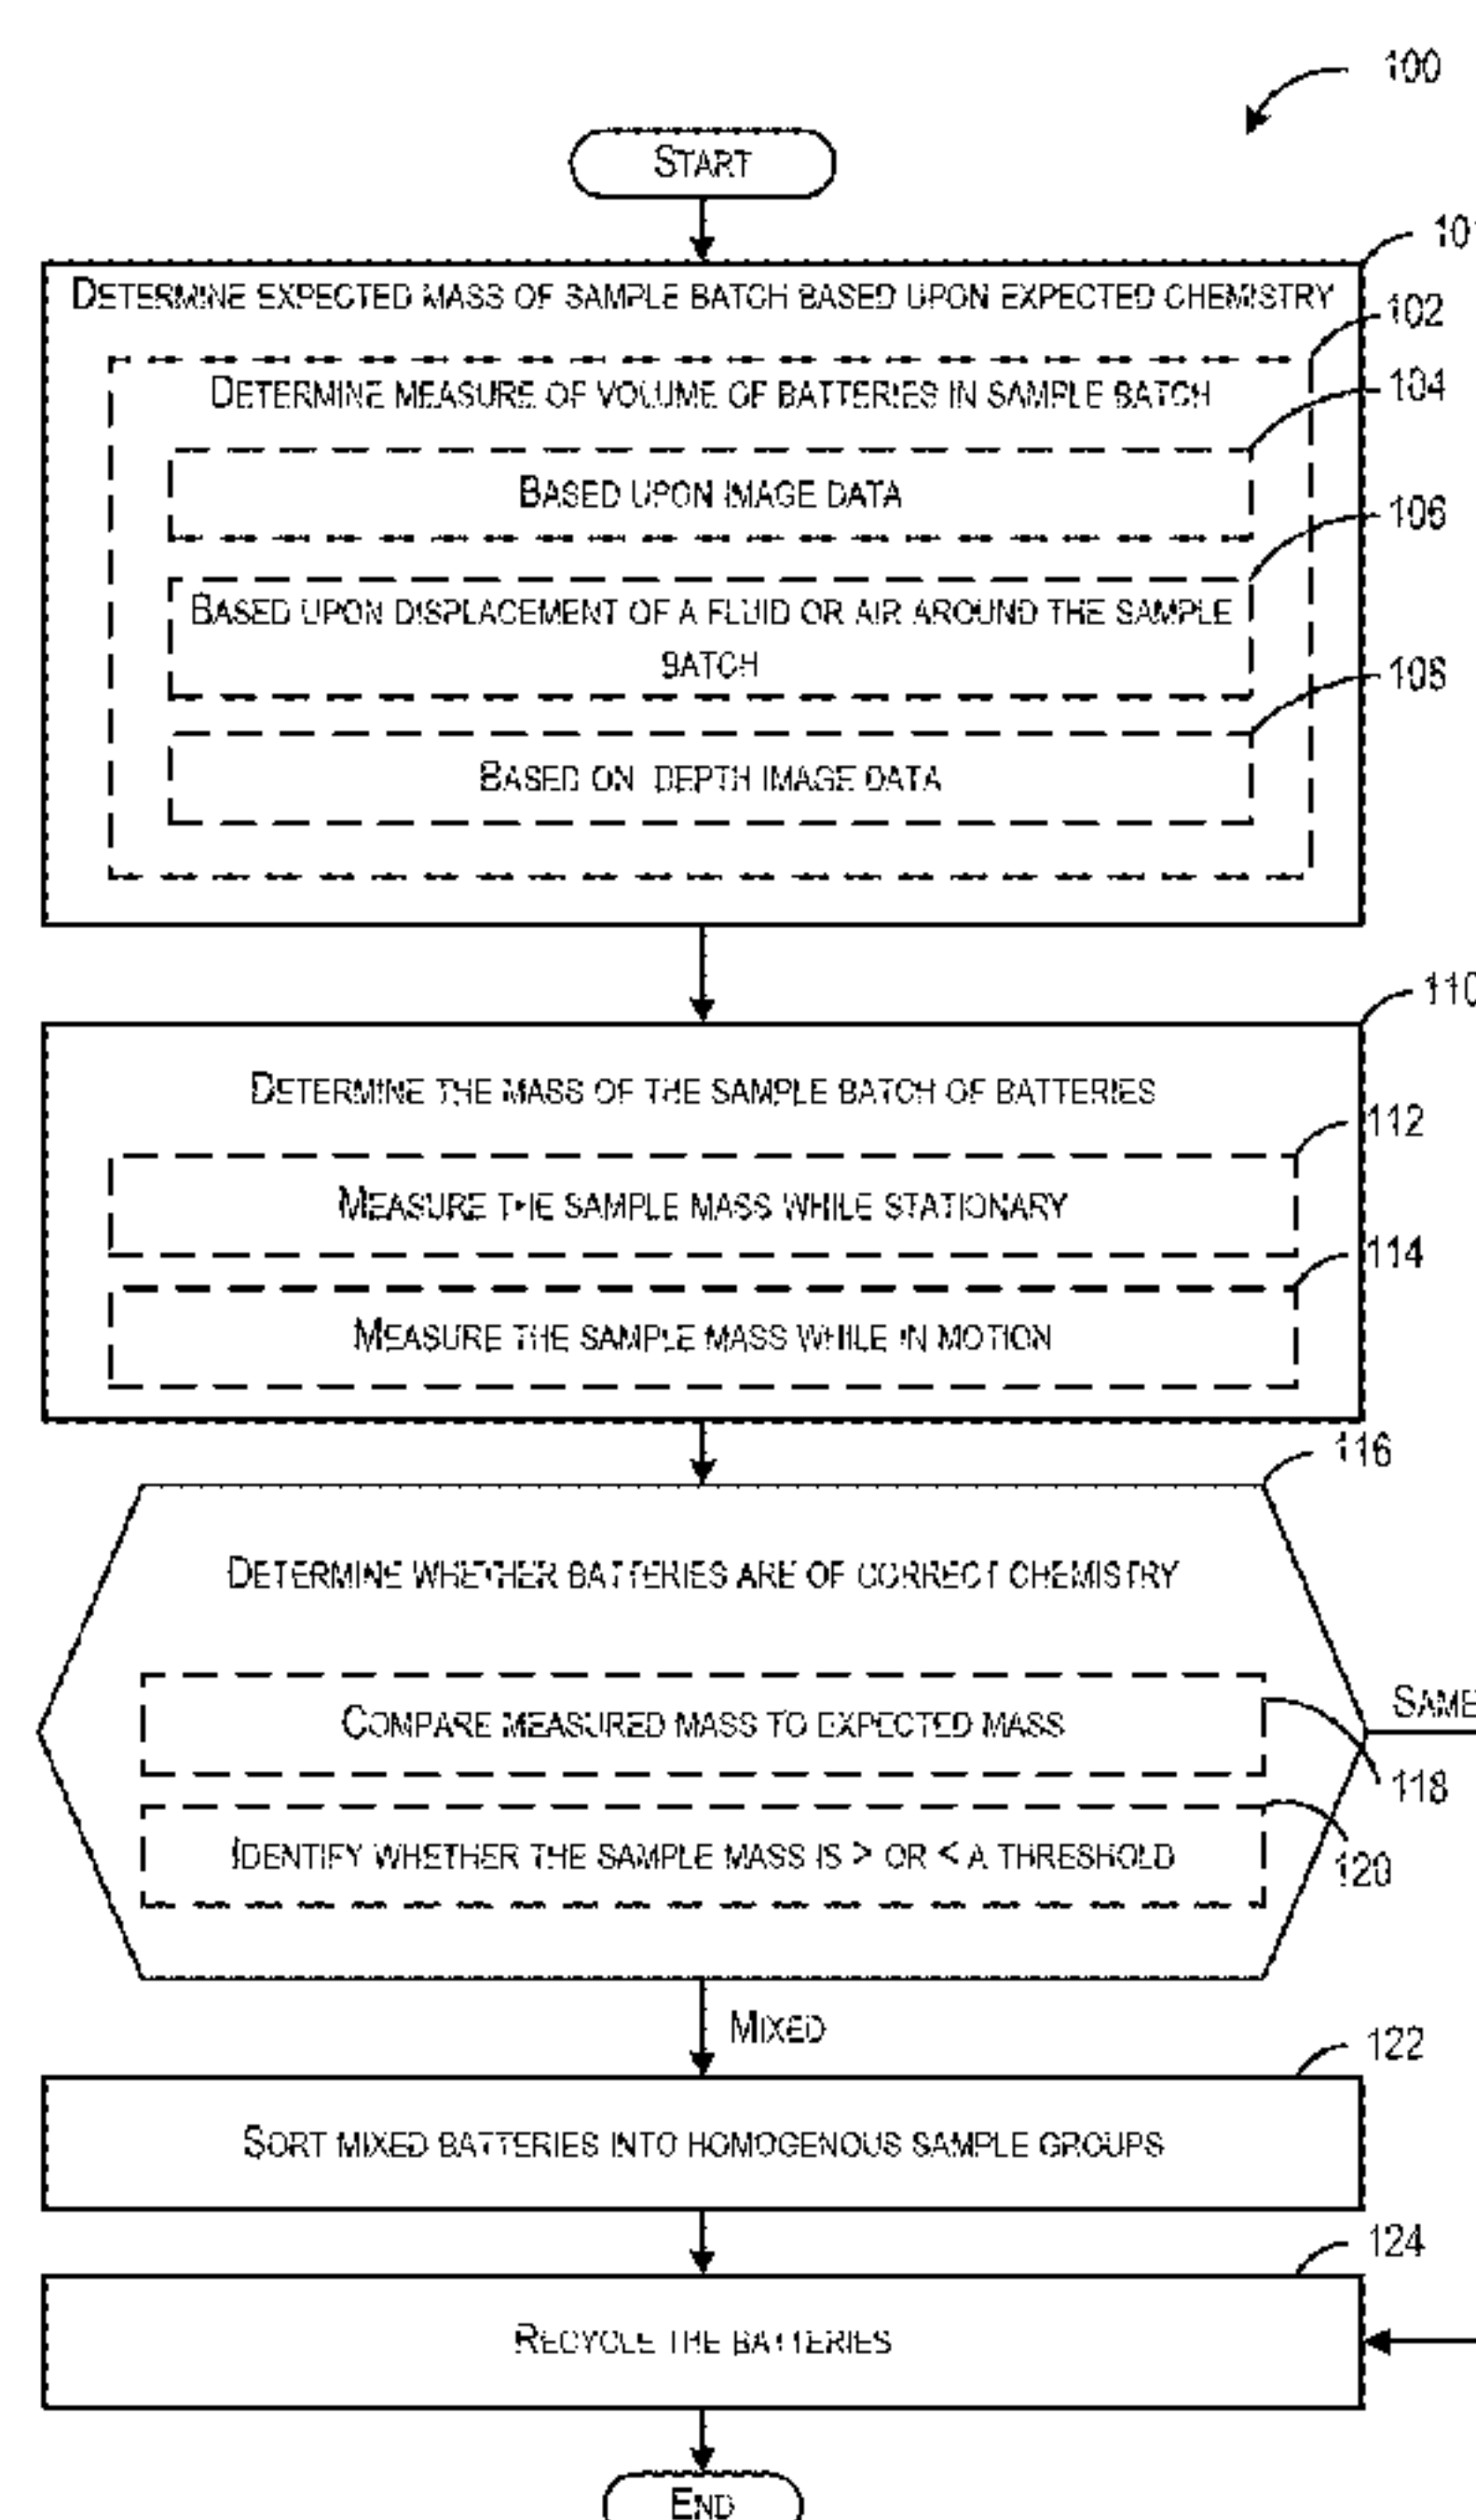 100
START
101
DETERMINE EXPECTED MASS OF SAMPLE BATCH BASED UPON EXPECTED CHEMISTRY
102
DETERMINE MEASURE OF VOLUME OF BATTERIES IN SAMPLE BATCH
104
BASED UPON IMAGE DATA
106
BASED UPON DISPLACEMENT OF A FLUID OR AIR AROUND THE SAMPLE
BATCH
108
BASED ON DEPTH IMAGE DATA
110
DETERMINE THE MASS OF THE SAMPLE BATCH OF BATTERIES
112
MEASURE THE SAMPLE MASS WHILE STATIONARY
114
MEASURE THE SAMPLE MASS WHILE IN MOTION
116
DETERMINE WHETHER BATTERIES ARE OF CORRECT CHEMISTRY
SAME
COMPARE MEASURED MASS TO EXPECTED MASS
118
IDENTIFY WHETHER THE SAMPLE MASS IS > OR < A THRESHOLD
120
MIXED
122
SORT MIXED BATTERIES INTO HOMOGENOUS SAMPLE GROUPS
124
RECYCLE THE BATTERIES
END